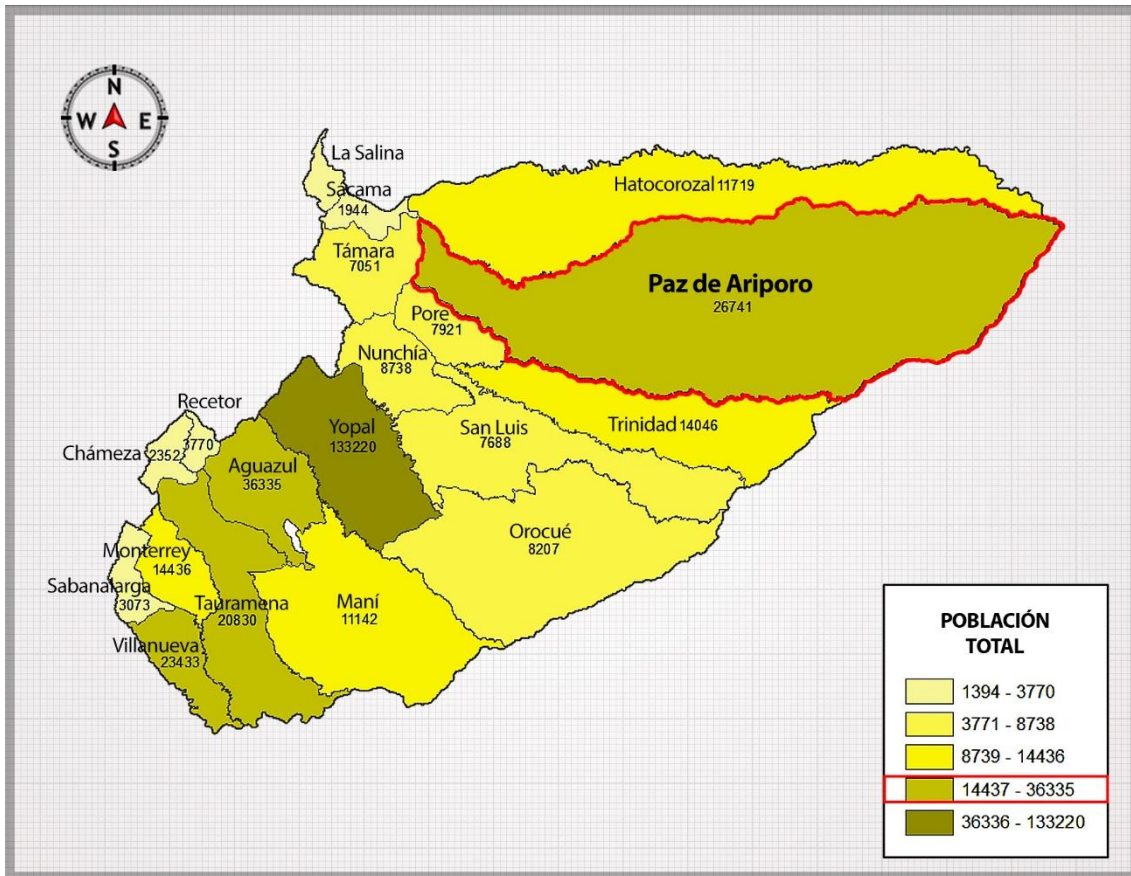 N
W E
S
La Salina
Sácama
1944
Hatocorozal 11719
Támara
7051
Paz de Ariporo
26741
Pore
7921
Nunchía
8738
Recetor
3770
Chámeza
2352
Yopal
133220
San Luis
7688
Trinidad 14046
Aguazul
36335
Orocué
8207
Monterrey
14436
Sabanalarga
3073
Tauramena
20830
Maní
11142
Villanueva
23433
POBLACIÓN
TOTAL
1394 - 3770
3771 - 8738
8739 - 14436
14437 - 36335
36336 - 133220